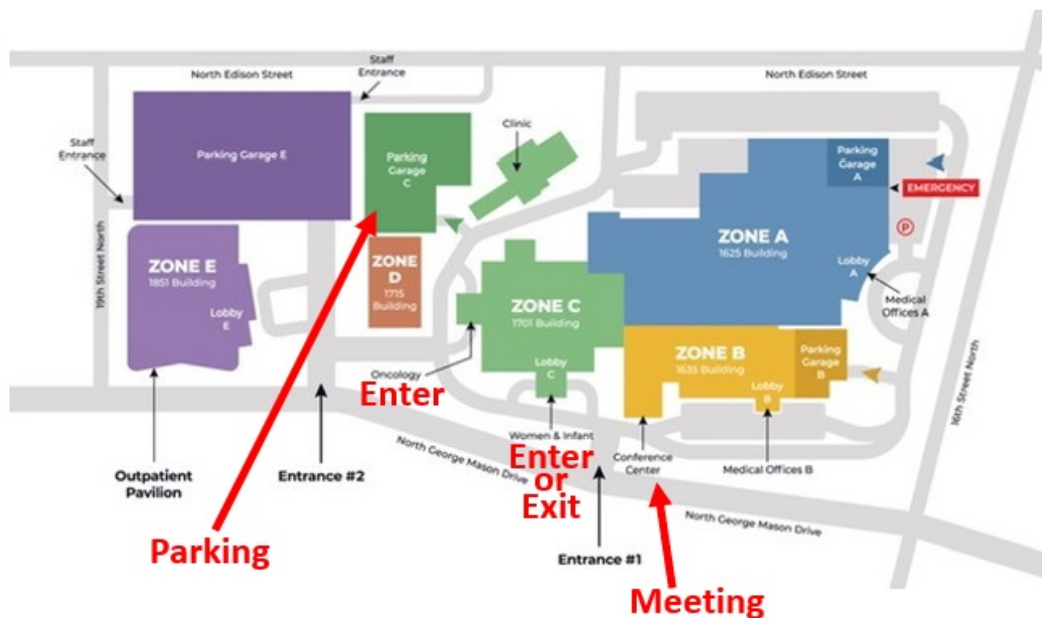 Staff
Entrance
North Edison Street
North Edison Street
Staff
Entrance
Parking Garage E
Parking
Garage
C
Clinic
Parking
Garage
A
EMERGENCY
P
19th Street North
ZONE E
1851 Building
Lobby
E
ZONE
D
1715
Building
ZONE C
1701 Building
Lobby
C
ZONE A
1625 Building
Lobby
A
Medical
Offices A
ZONE B
1635 Building
Lobby
B
Parking
Garage
B
16th Street North
Oncology
Enter
Women & Infant
Enter
or
Exit
Conference
Center
Medical Offices B
North George Mason Drive
North George Mason Drive
Outpatient
Pavilion
Entrance #2
Entrance #1
Parking
Meeting